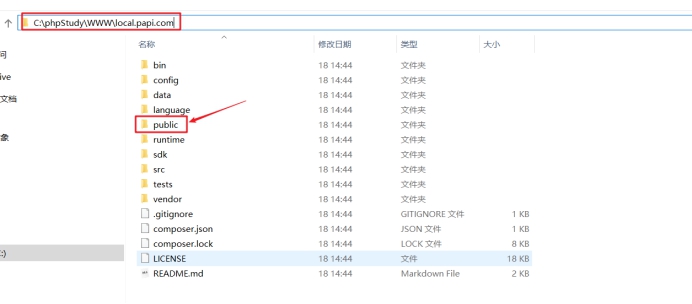 C:\phpStudy\WWW\local.papi.com
名称 修改日期 类型 大小
问
bin 18 14:44 文件夹
ive
config 18 14:44 文件夹
data 18 14:44 文件夹
文档
language 18 14:44 文件夹
public 18 14:44 文件夹
象
runtime 18 14:44 文件夹
sdk 18 14:44 文件夹
src 18 14:44 文件夹
tests 18 14:44 文件夹
vendor 18 14:44 文件夹
.gitignore 18 14:44 GITIGNORE 文件 1 KB
composer.json 18 14:44 JSON 文件 1 KB
composer.lock 18 14:44 LOCK 文件 8 KB
:)
LICENSE 18 14:44 文件 18 KB
README.md 18 14:44 Markdown File 2 KB